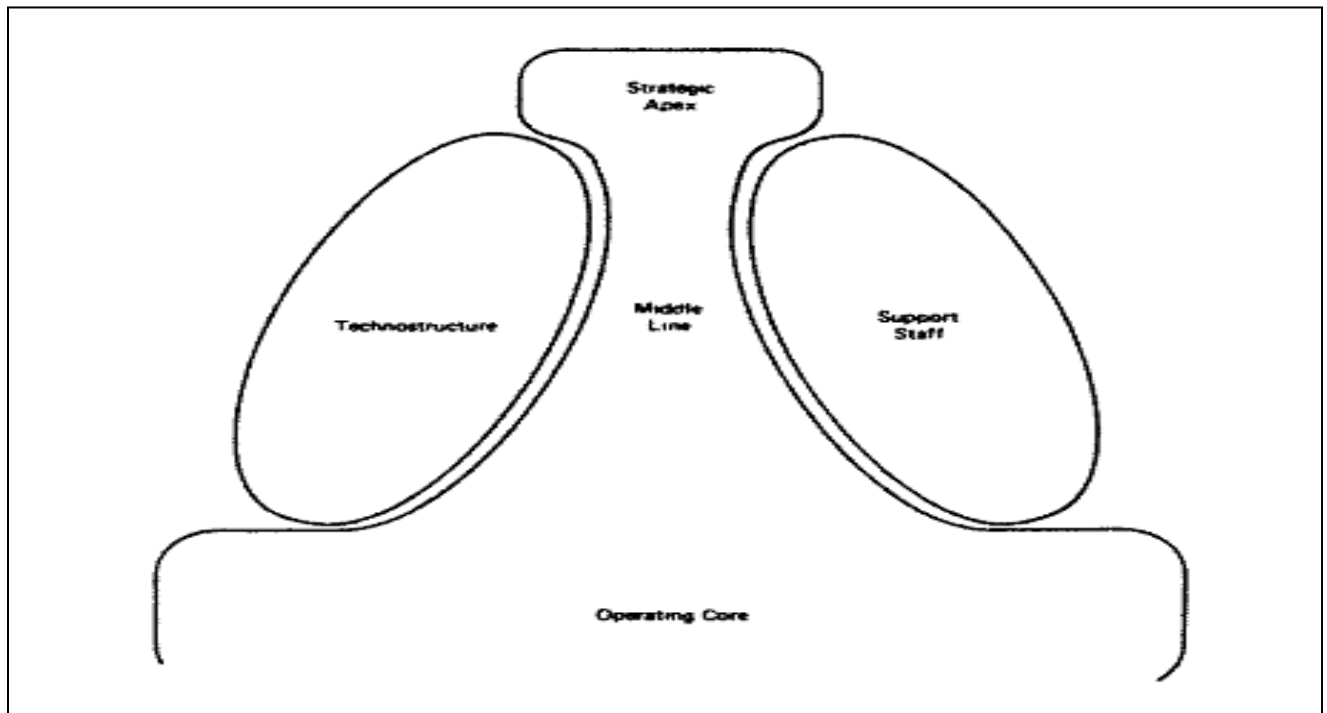 Strategic
Apex
Technostructure
Middle
Line
Support
Staff
Operating Core